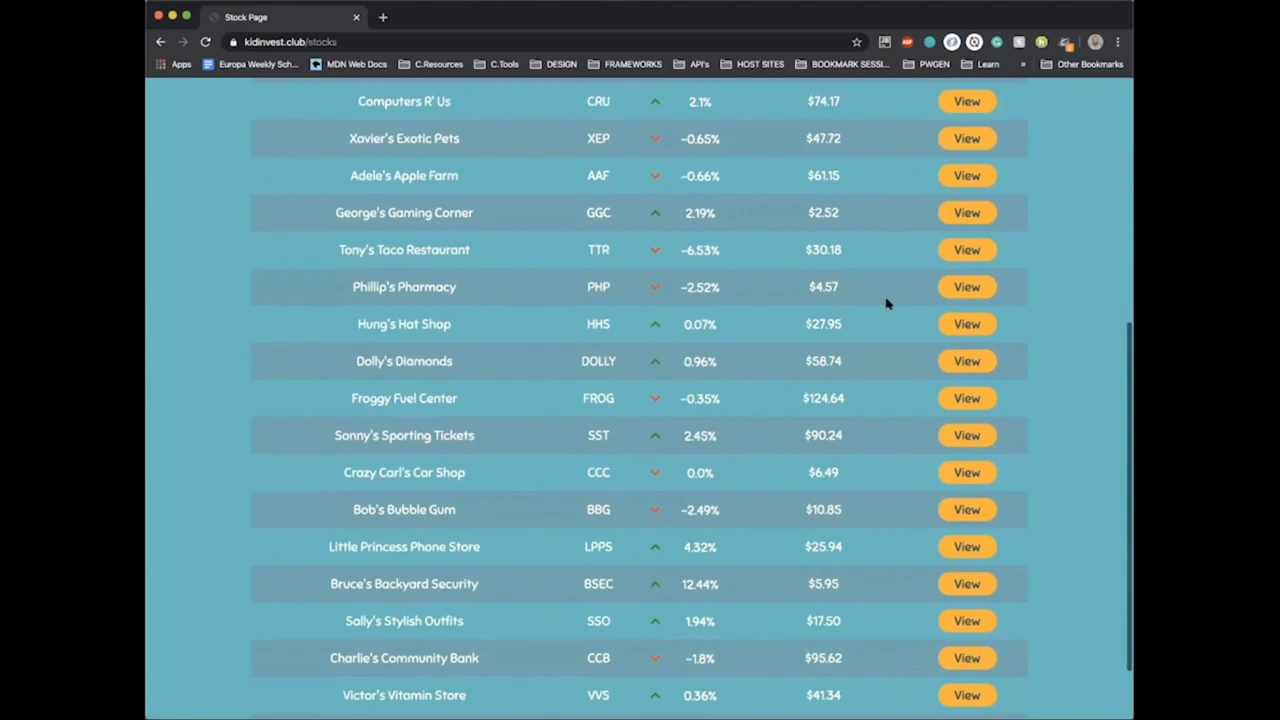 Stock Page
kidinvest.club/stocks
Apps Europa Weekly Sch... MDN Web Docs C.Resources C.Tools DESIGN FRAMEWORKS API's HOST SITES BOOKMARK SESSI... PWGEN Learn » Other Bookmarks
Computers R' Us CRU 2.1% $74.17 View
Xavier's Exotic Pets XEP -0.65% $47.72 View
Adele's Apple Farm AAF -0.66% $61.15 View
George's Gaming Corner GGC 2.19% $2.52 View
Tony's Taco Restaurant TTR -6.53% $30.18 View
Phillip's Pharmacy PHP -2.52% $4.57 View
Hung's Hat Shop HHS 0.07% $27.95 View
Dolly's Diamonds DOLLY 0.96% $58.74 View
Froggy Fuel Center FROG -0.35% $124.64 View
Sonny's Sporting Tickets SST 2.45% $90.24 View
Crazy Carl's Car Shop CCC 0.0% $6.49 View
Bob's Bubble Gum BBG -2.49% $10.85 View
Little Princess Phone Store LPPS 4.32% $25.94 View
Bruce's Backyard Security BSEC 12.44% $5.95 View
Sally's Stylish Outfits SSO 1.94% $17.50 View
Charlie's Community Bank CCB -1.8% $95.62 View
Victor's Vitamin Store VVS 0.36% $41.34 View